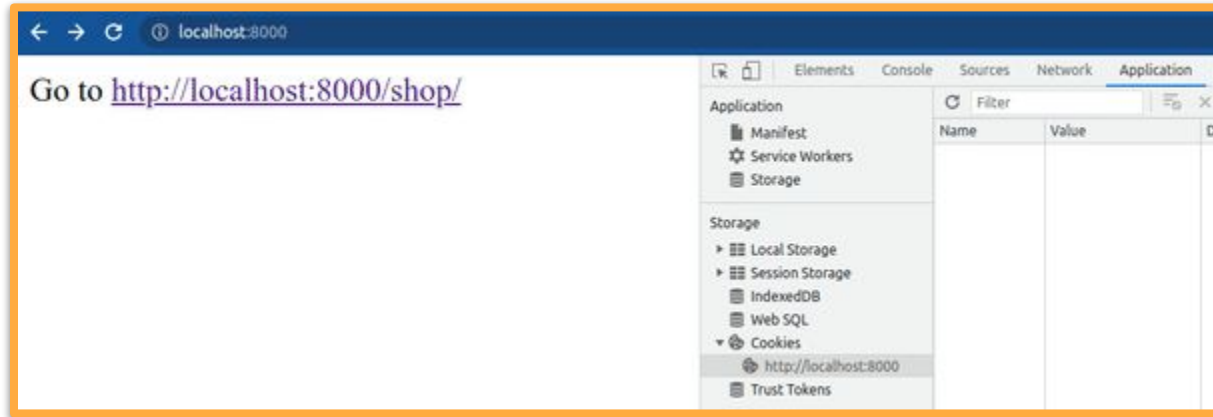 localhost:8000
Go to http://localhost:8000/shop/
Elements Console Sources Network Application
Application
Manifest
Service Workers
Storage
Storage
Local Storage
Session Storage
IndexedDB
Web SQL
Cookies
http://localhost:8000
Trust Tokens
Filter
Name Value